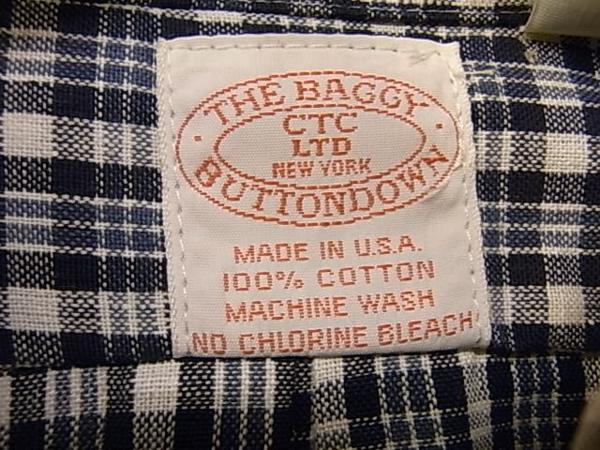 · THE BAGGY ·
CTC
LTD
NEW YORK
BUTTONDOWN
MADE IN U.S.A.
100% COTTON
MACHINE WASH
NO CHLORINE BLEACH